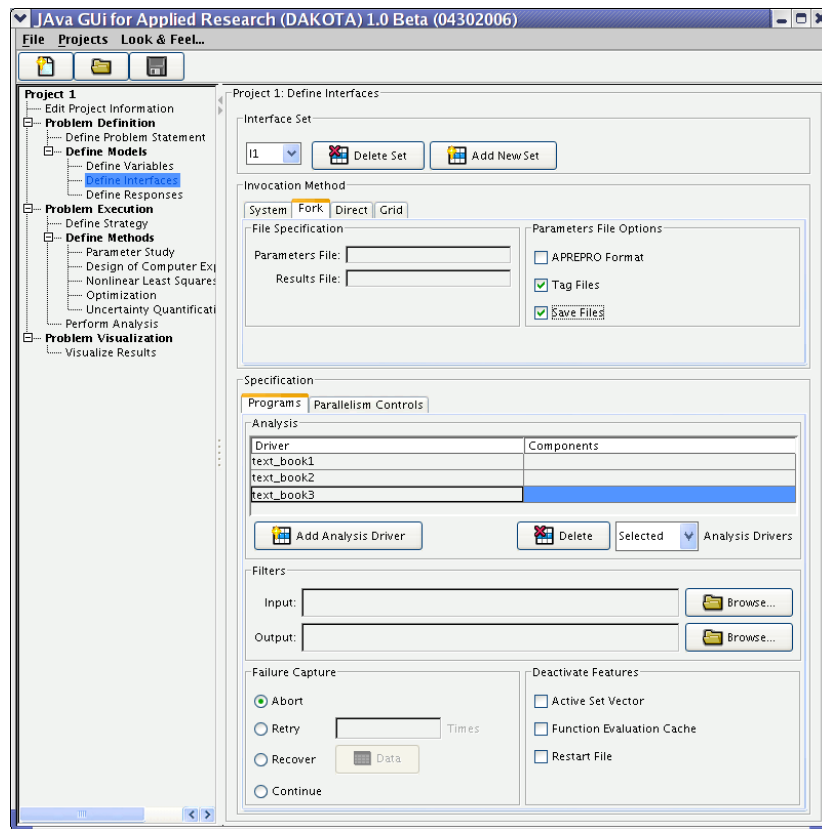 JAva GUi for Applied Research (DAKOTA) 1.0 Beta (04302006)
File Projects Look & Feel...
Project 1
Edit Project Information
Problem Definition
Define Problem Statement
Define Models
Define Variables
Define Interfaces
Define Responses
Problem Execution
Define Strategy
Define Methods
Parameter Study
Design of Computer Exp
Nonlinear Least Squares
Optimization
Uncertainty Quantificati
Perform Analysis
Problem Visualization
Visualize Results
Project 1: Define Interfaces
Interface Set
I1 Delete Set Add New Set
Invocation Method
System Fork Direct Grid
File Specification
Parameters File:
Results File:
Parameters File Options
APREPRO Format
Tag Files
Save Files
Specification
Programs Parallelism Controls
Analysis
Driver Components
text_book1
text_book2
text_book3
Add Analysis Driver Delete Selected Analysis Drivers
Filters
Input: Browse...
Output: Browse...
Failure Capture
Abort
Retry Times
Recover Data
Continue
Deactivate Features
Active Set Vector
Function Evaluation Cache
Restart File